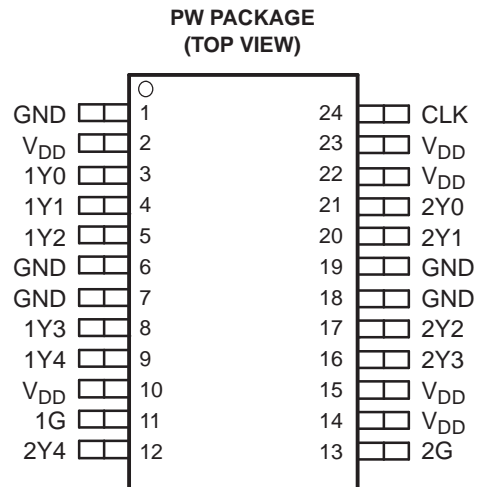 PW PACKAGE
(TOP VIEW)
GND 1 24 CLK
VDD 2 23 VDD
1Y0 3 22 VDD
1Y1 4 21 2Y0
1Y2 5 20 2Y1
GND 6 19 GND
GND 7 18 GND
1Y3 8 17 2Y2
1Y4 9 16 2Y3
VDD 10 15 VDD
1G 11 14 VDD
2Y4 12 13 2G